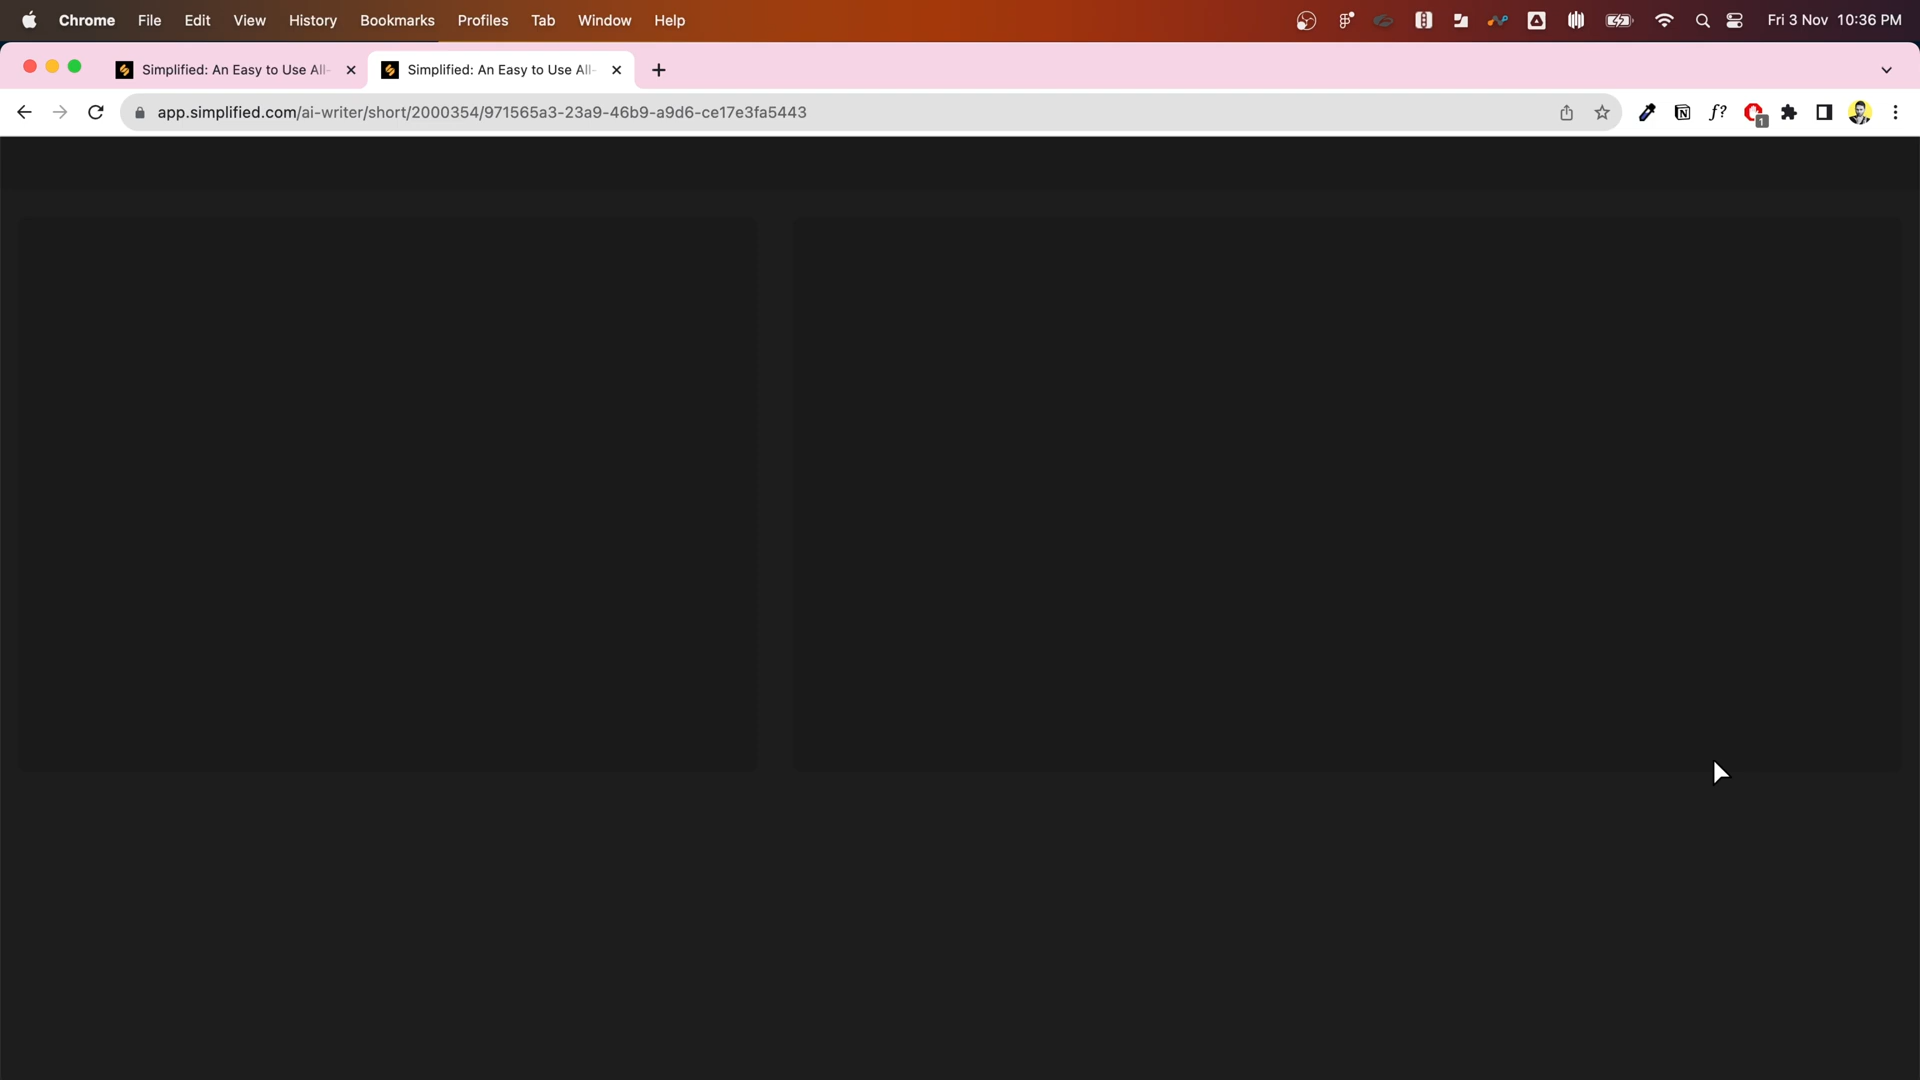 Chrome File Edit View History Bookmarks Profiles Tab Window Help Fri 3 Nov 10:36 PM
Simplified: An Easy to Use All- Simplified: An Easy to Use All-
app.simplified.com/ai-writer/short/2000354/971565a3-23a9-46b9-a9d6-ce17e3fa5443 f? 1